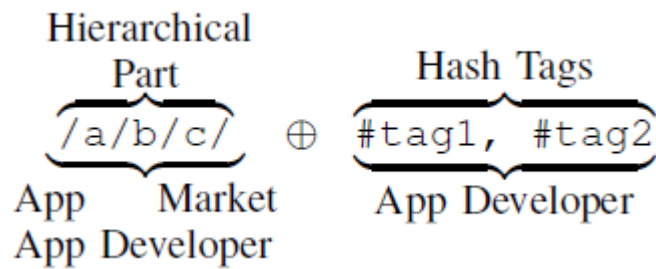 Hierarchical
Part
Hash Tags
/a/b/c/ ⊕ #tag1, #tag2
App Market
App Developer
App Developer